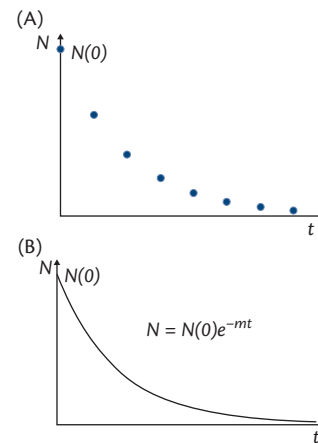 (A)
N N(0)
t
(B)
N N(0)
N = N(0)e^{–mt}
t